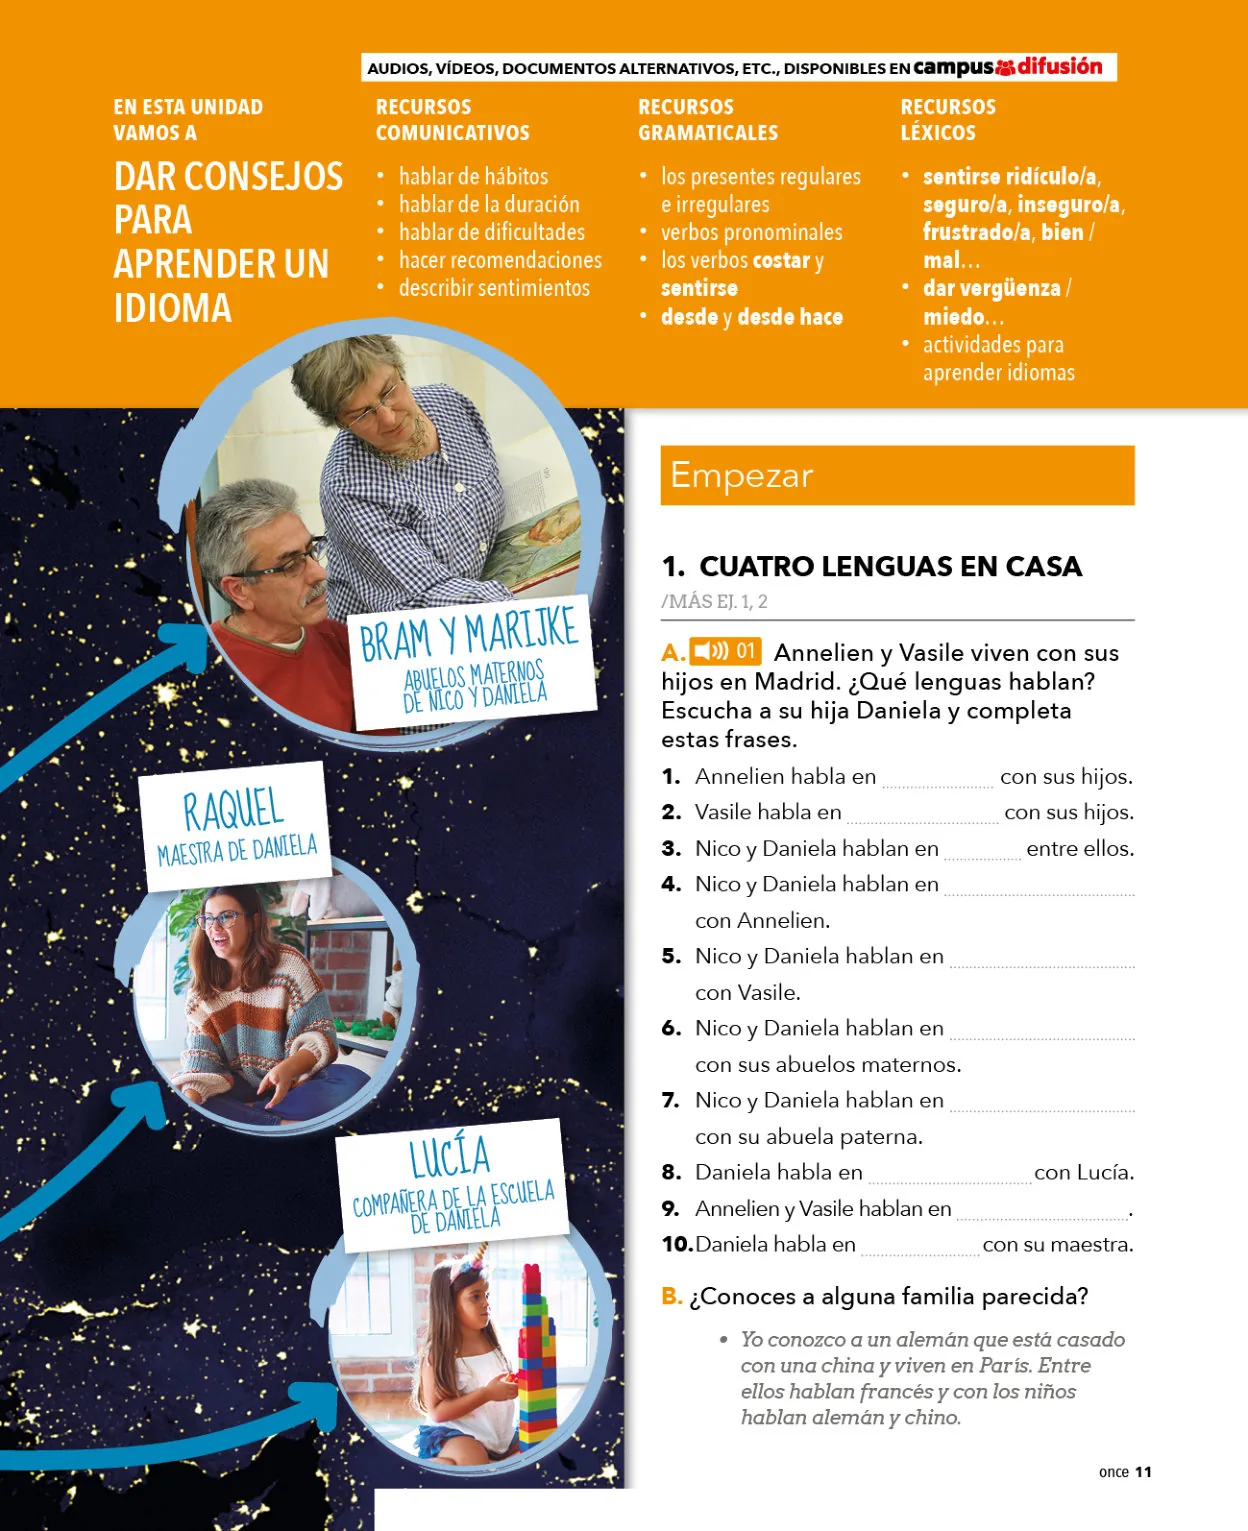 AUDIOS, VÍDEOS, DOCUMENTOS ALTERNATIVOS, ETC., DISPONIBLES EN campus difusión
EN ESTA UNIDAD
VAMOS A
DAR CONSEJOS
PARA
APRENDER UN
IDIOMA
RECURSOS
COMUNICATIVOS
• hablar de hábitos
• hablar de la duración
• hablar de dificultades
• hacer recomendaciones
• describir sentimientos
RECURSOS
GRAMATICALES
• los presentes regulares
e irregulares
• verbos pronominales
• los verbos costar y
sentirse
• desde y desde hace
RECURSOS
LÉXICOS
• sentirse ridículo/a,
seguro/a, inseguro/a,
frustrado/a, bien /
mal…
• dar vergüenza /
miedo…
• actividades para
aprender idiomas
BRAM Y MARIJKE
ABUELOS MATERNOS
DE NICO Y DANIELA
RAQUEL
MAESTRA DE DANIELA
LUCÍA
COMPAÑERA DE LA ESCUELA
DE DANIELA
Empezar
1. CUATRO LENGUAS EN CASA
/MÁS EJ. 1, 2
A. 01 Annelien y Vasile viven con sus
hijos en Madrid. ¿Qué lenguas hablan?
Escucha a su hija Daniela y completa
estas frases.
1. Annelien habla en con sus hijos.
2. Vasile habla en con sus hijos.
3. Nico y Daniela hablan en entre ellos.
4. Nico y Daniela hablan en
con Annelien.
5. Nico y Daniela hablan en
con Vasile.
6. Nico y Daniela hablan en
con sus abuelos maternos.
7. Nico y Daniela hablan en
con su abuela paterna.
8. Daniela habla en con Lucía.
9. Annelien y Vasile hablan en .
10. Daniela habla en con su maestra.
B. ¿Conoces a alguna familia parecida?
• Yo conozco a un alemán que está casado
con una china y viven en París. Entre
ellos hablan francés y con los niños
hablan alemán y chino.
once 11